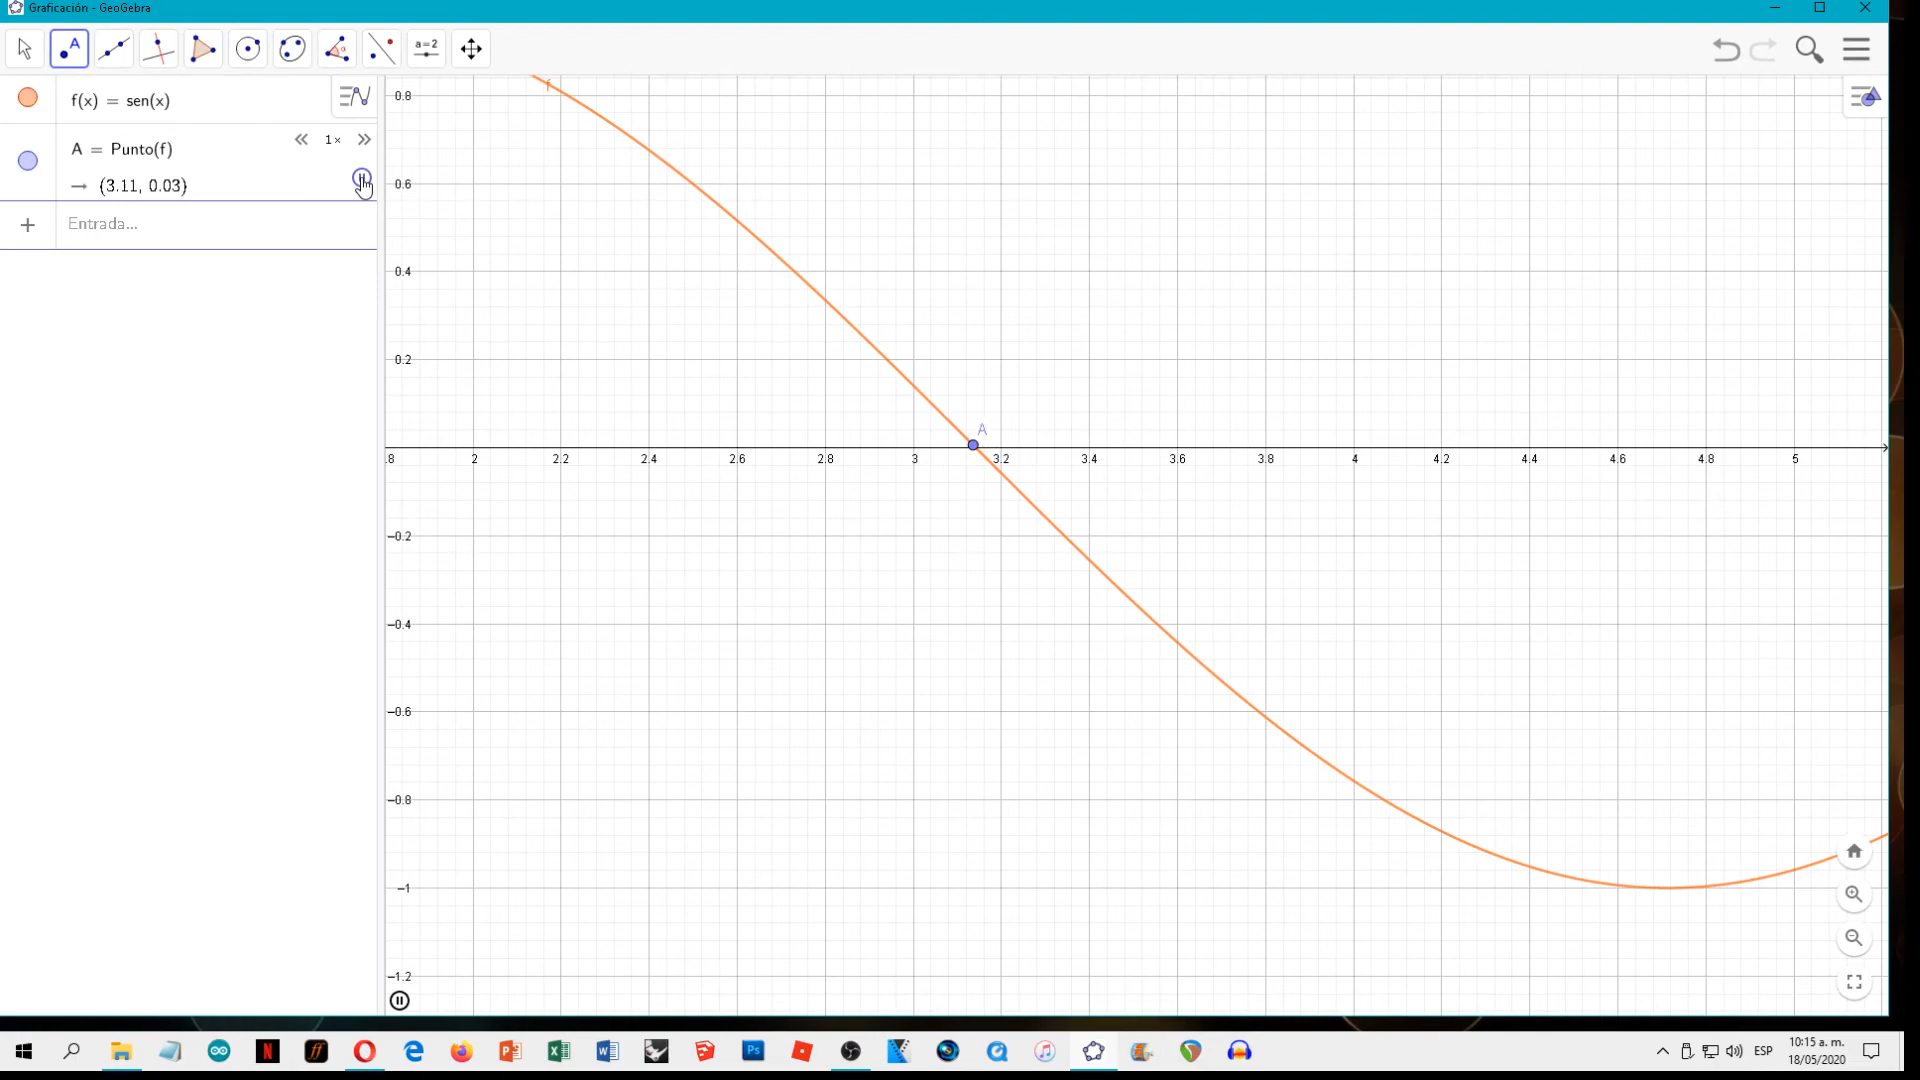 Graficación - GeoGebra
A
a=2
f(x) = sen(x)
A = Punto(f)
1×
→ (3.11, 0.03)
+ Entrada...
f
0.8
0.6
0.4
0.2
A
.8 2 2.2 2.4 2.6 2.8 3 3.2 3.4 3.6 3.8 4 4.2 4.4 4.6 4.8 5
−0.2
−0.4
−0.6
−0.8
−1
−1.2
ESP
10:15 a. m.
18/05/2020